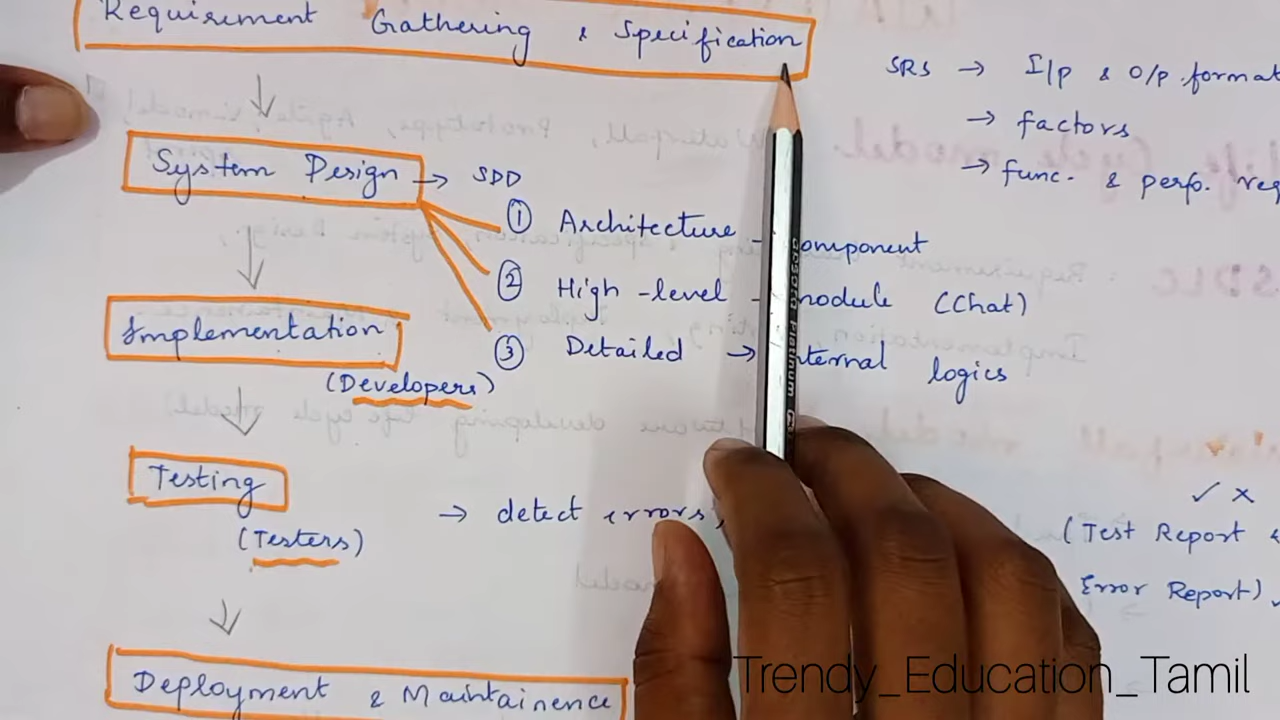 Requirement Gathering & Specification
SRS → I/p & O/p format
→ factors
→ func. & perfo. req
System Design → SDD
① Architecture - component
② High-level - module (Chat)
③ Detailed → internal logics
Implementation
(Developers)
Testing
(Testers)
→ detect errors,
✓ x
(Test Report &
Error Report)
Deployment & Maintainence
Trendy_Education_Tamil